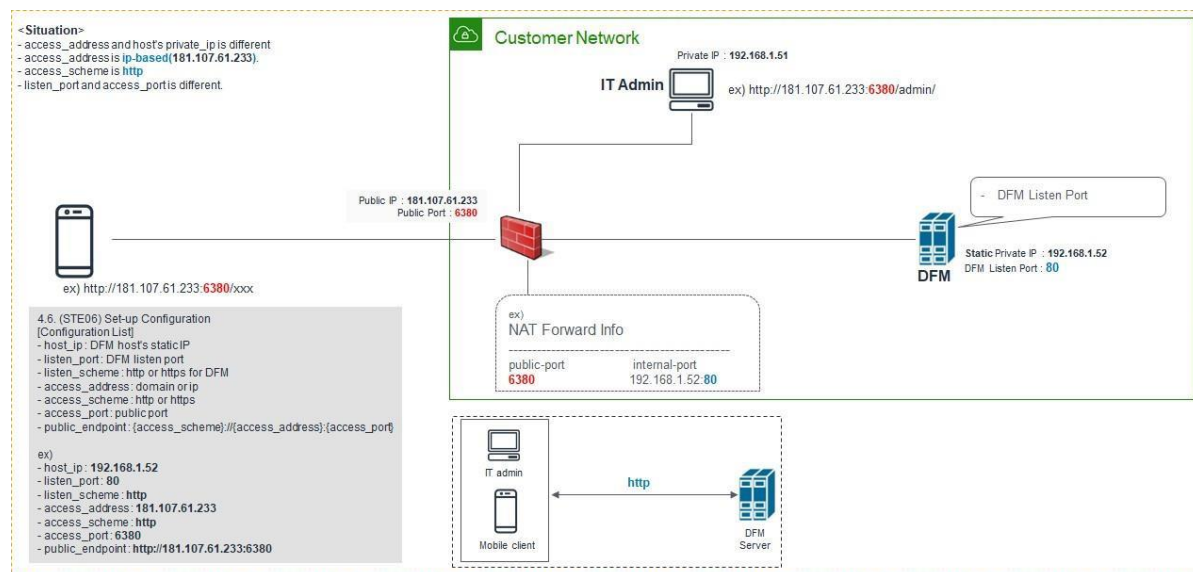 <Situation>
- access_address and host's private_ip is different
- access_address is ip-based(181.107.61.233).
- access_scheme is http
- listen_port and access_port is different.
Customer Network
Private IP : 192.168.1.51
IT Admin
ex) http://181.107.61.233:6380/admin/
Public IP : 181.107.61.233
Public Port : 6380
- DFM Listen Port
Static Private IP : 192.168.1.52
DFM Listen Port : 80
DFM
ex) http://181.107.61.233:6380/xxx
ex)
NAT Forward Info
public-port internal-port
6380 192.168.1.52:80
4.6. (STE06) Set-up Configuration
[Configuration List]
- host_ip : DFM host's static IP
- listen_port : DFM listen port
- listen_scheme : http or https for DFM
- access_address : domain or ip
- access_scheme : http or https
- access_port : public port
- public_endpoint : {access_scheme}://{access_address}:{access_port}
ex)
- host_ip : 192.168.1.52
- listen_port : 80
- listen_scheme : http
- access_address : 181.107.61.233
- access_scheme : http
- access_port : 6380
- public_endpoint : http://181.107.61.233:6380
IT admin
http
Mobile client
DFM
Server